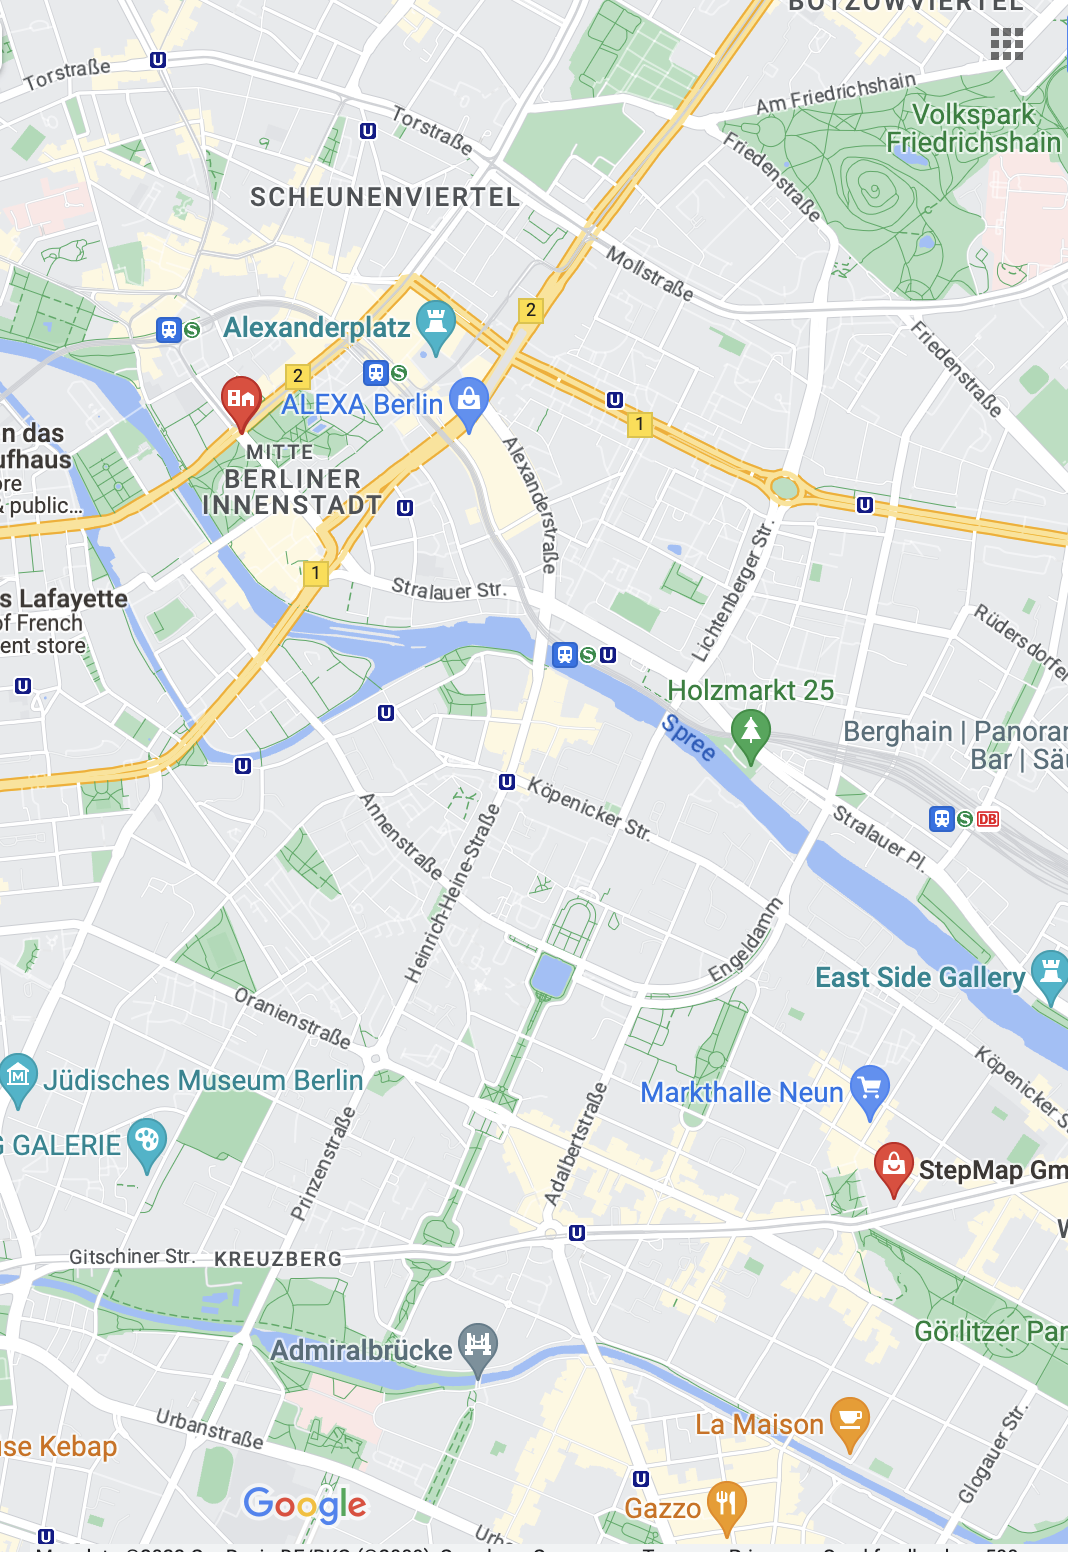 BÖTZOWVIERTEL
Torstraße
Am Friedrichshain
Volkspark
Friedrichshain
Torstraße
Friedenstraße
SCHEUNENVIERTEL
Mollstraße
2
Alexanderplatz
Friedenstraße
2
ALEXA Berlin
1
n das
ufhaus
ore
& public...
MITTE
BERLINER
INNENSTADT
Alexanderstraße
Lichtenberger Str.
1
Stralauer Str.
s Lafayette
of French
ent store
Rüdersdorfer
Holzmarkt 25
Spree
Berghain | Panorar
Bar | Säu
Köpenicker Str.
Annenstraße
Heinrich-Heine-Straße
Stralauer Pl.
DB
Engeldamm
East Side Gallery
Oranienstraße
Jüdisches Museum Berlin
Köpenicker S
Markthalle Neun
G GALERIE
Prinzenstraße
Adalbertstraße
StepMap Gm
W
Gitschiner Str.
KREUZBERG
Görlitzer Par
Admiralbrücke
La Maison
Urbanstraße
use Kebap
Glogauer Str.
Google
Gazzo
Urb